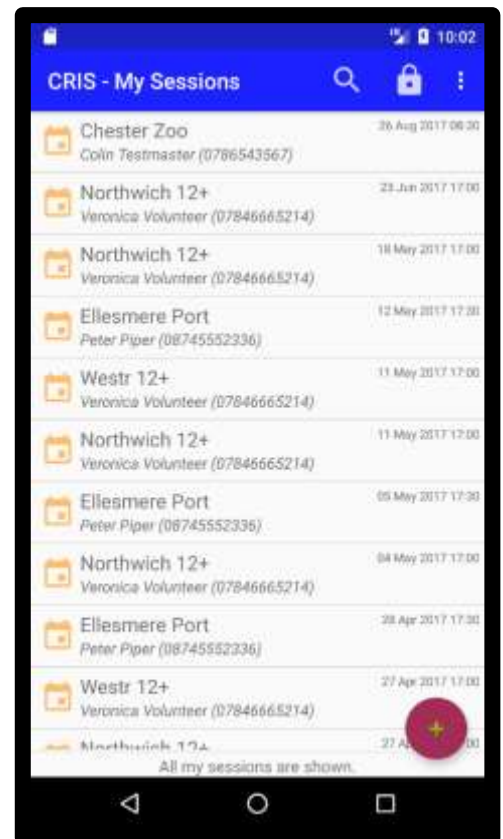 10:02
CRIS - My Sessions
Chester Zoo
26 Aug 2017 08:30
Colin Testmaster (0786543567)
Northwich 12+
23 Jun 2017 17:00
Veronica Volunteer (07846665214)
Northwich 12+
18 May 2017 17:00
Veronica Volunteer (07846665214)
Ellesmere Port
12 May 2017 17:30
Peter Piper (08745552336)
Westr 12+
11 May 2017 17:00
Veronica Volunteer (07846665214)
Northwich 12+
11 May 2017 17:00
Veronica Volunteer (07846665214)
Ellesmere Port
05 May 2017 17:30
Peter Piper (08745552336)
Northwich 12+
04 May 2017 17:00
Veronica Volunteer (07846665214)
Ellesmere Port
28 Apr 2017 17:30
Peter Piper (08745552336)
Westr 12+
27 Apr 2017 17:00
Veronica Volunteer (07846665214)
Northwich 12+
27
All my sessions are shown.